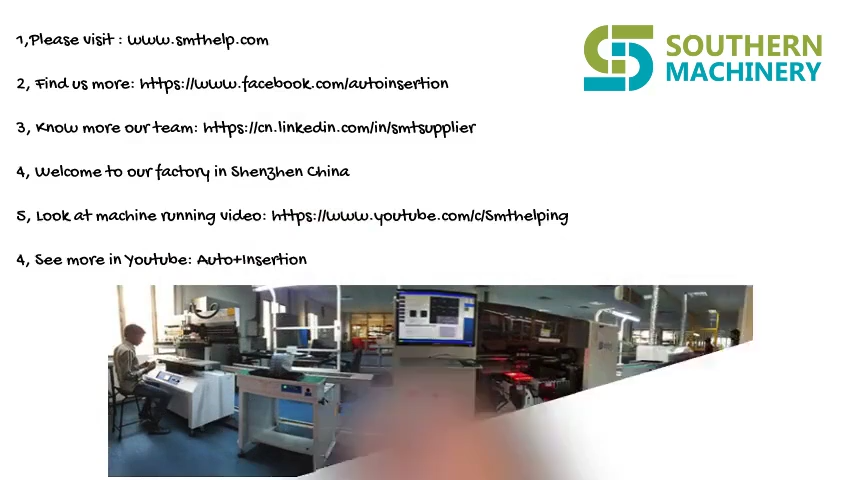 1,Please visit : www.smthelp.com
SOUTHERN
MACHINERY
2, Find us more: https://www.facebook.com/autoinsertion
3, Know more our team: https://cn.linkedin.com/in/smtsupplier
4, Welcome to our factory in Shenzhen China
5, Look at machine running video: https://www.youtube.com/c/Smthelping
4, See more in Youtube: Auto+Insertion